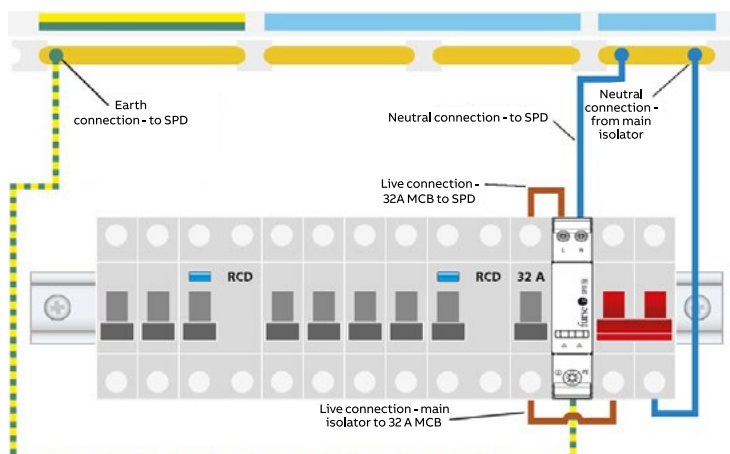 Earth
connection - to SPD
Neutral connection - to SPD
Neutral
connection -
from main
isolator
Live connection -
32A MCB to SPD
RCD
RCD
32 A
L N
PE
Live connection - main
isolator to 32 A MCB